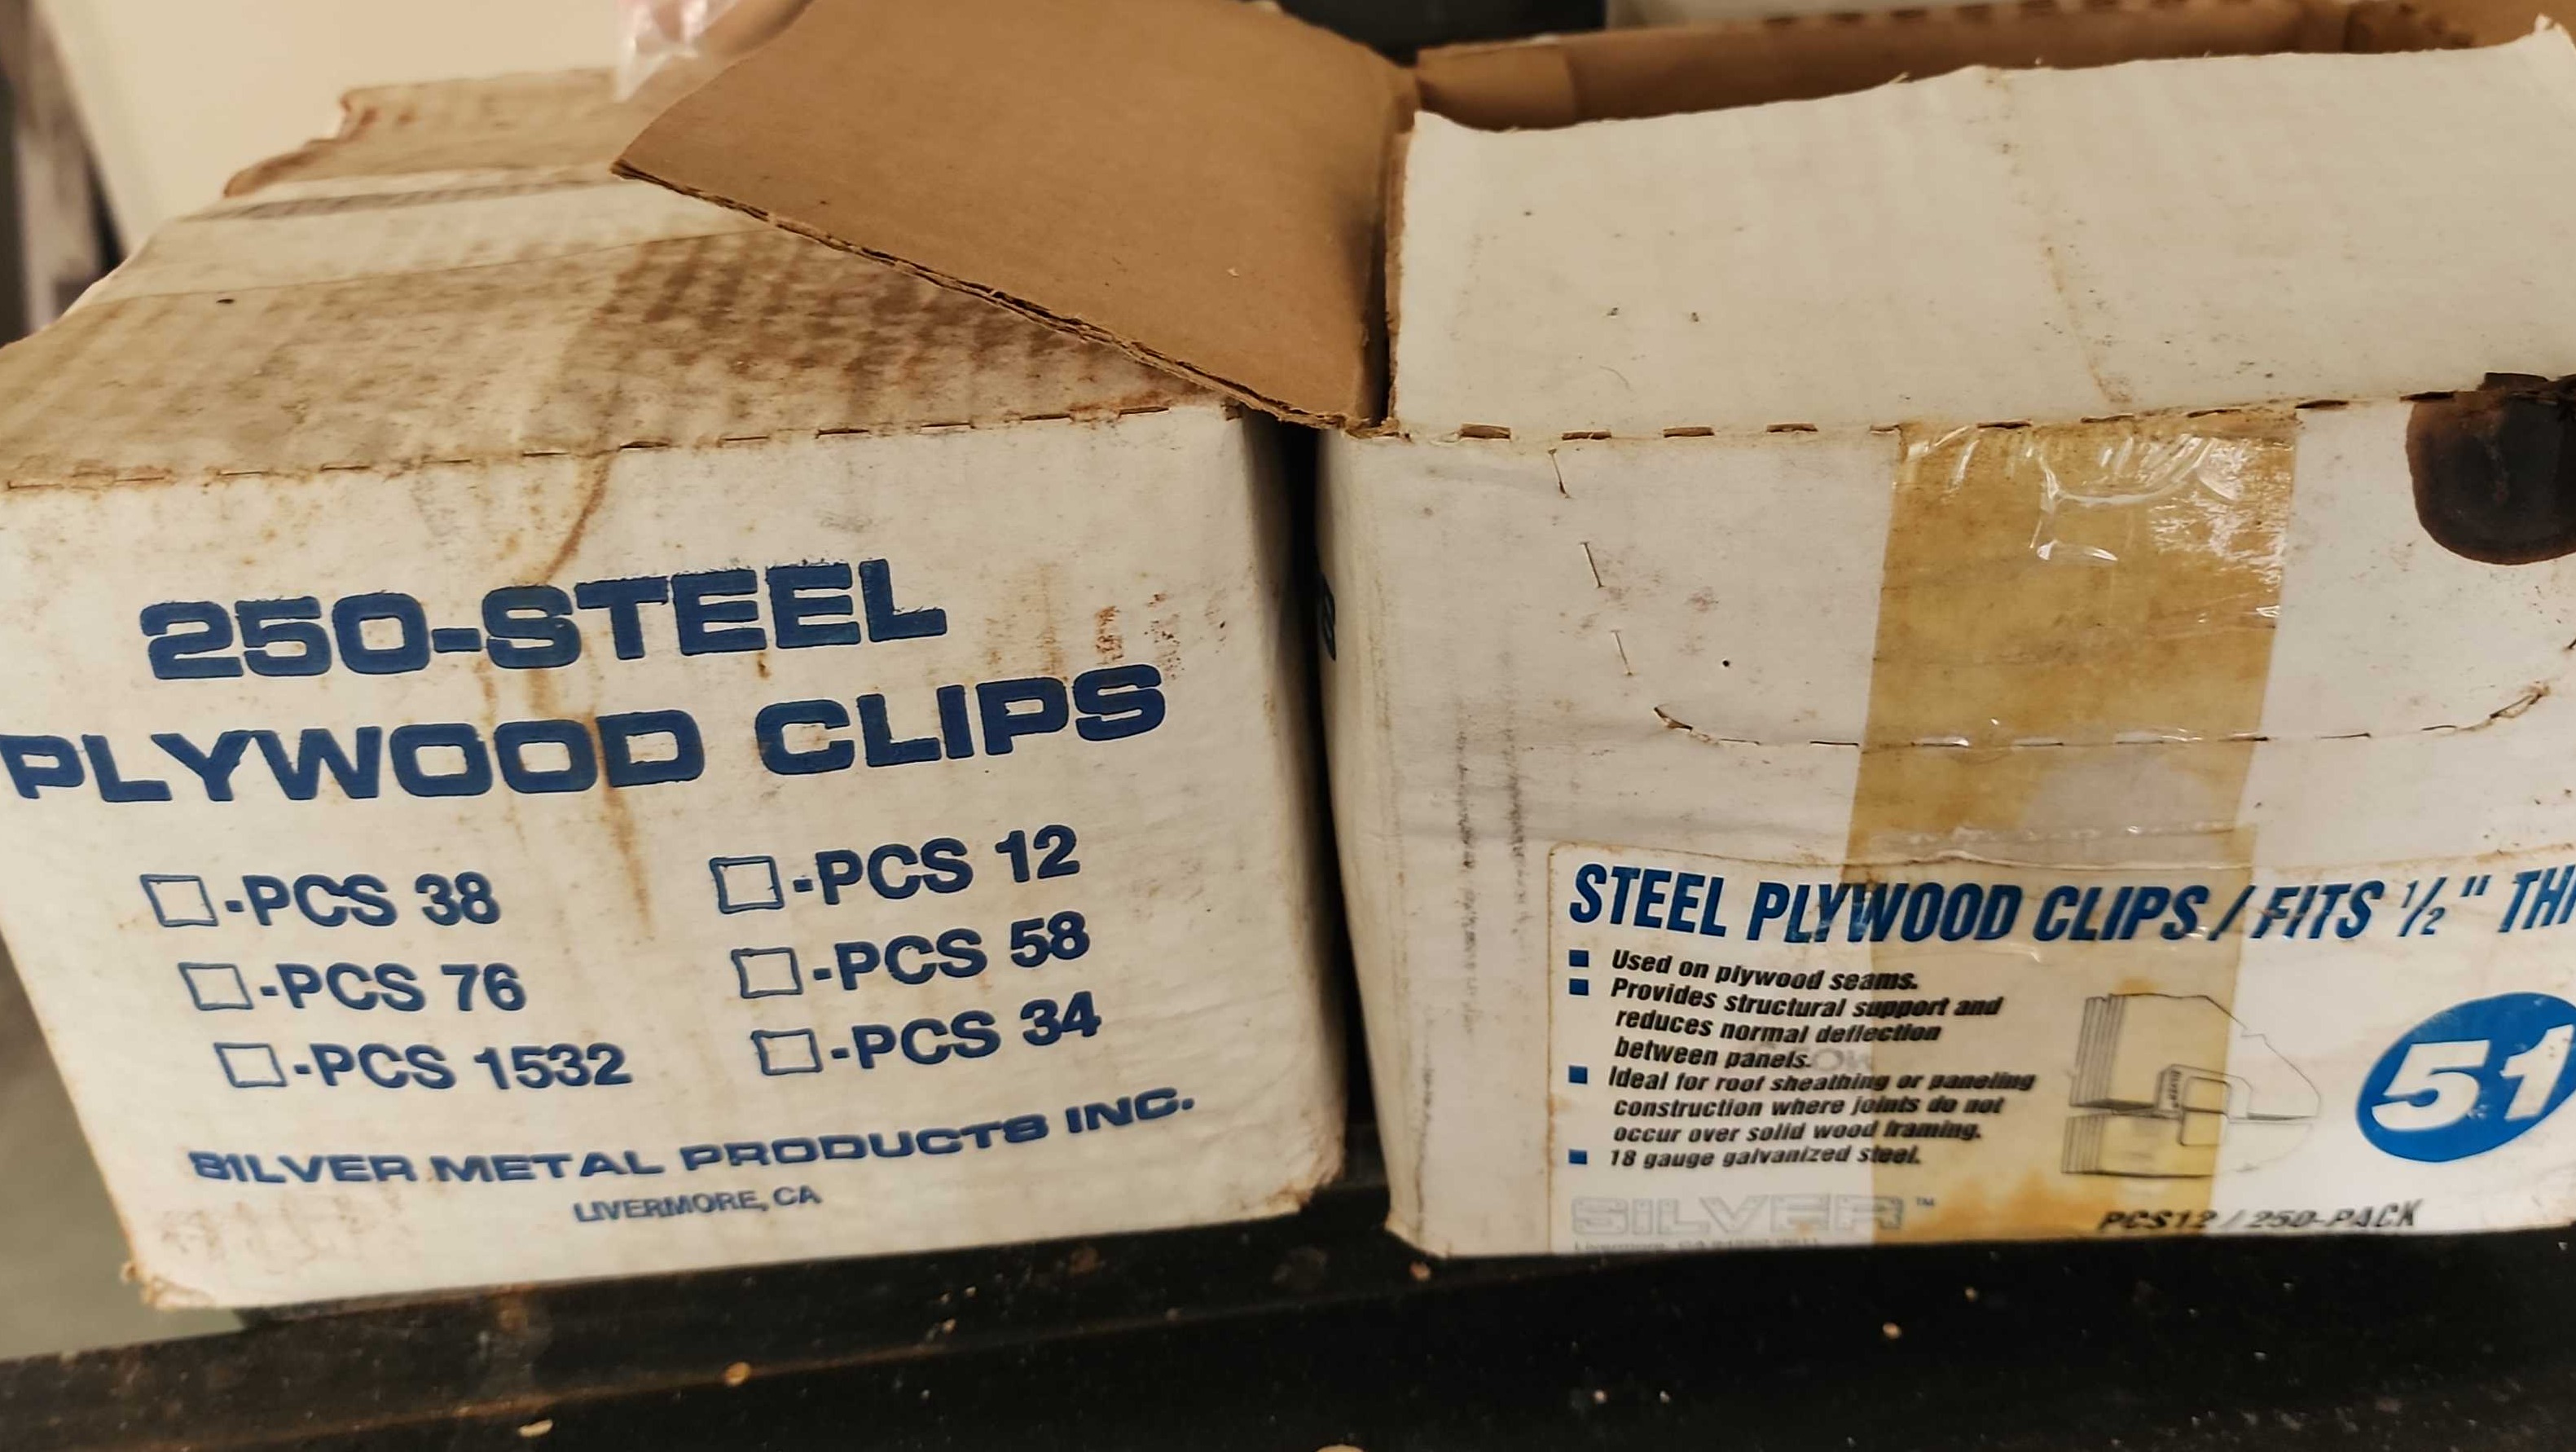 250-STEEL
PLYWOOD CLIPS
-PCS 38
-PCS 12
-PCS 76
-PCS 58
-PCS 1532
-PCS 34
SILVER METAL PRODUCTS INC.
LIVERMORE, CA
STEEL PLYWOOD CLIPS / FITS 1/2" TH
Used on plywood seams.
Provides structural support and
reduces normal deflection
between panels.
Ideal for roof sheathing or paneling
construction where joints do not
occur over solid wood framing.
18 gauge galvanized steel.
51
SILVER™
PCS12 / 250-PACK
Livermore, CA